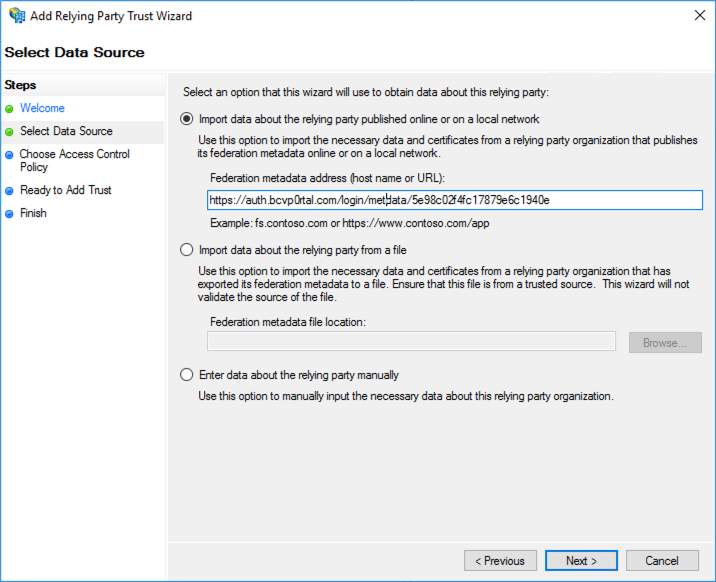 Add Relying Party Trust Wizard
Select Data Source
Steps
Welcome
Select Data Source
Choose Access Control
Policy
Ready to Add Trust
Finish
Select an option that this wizard will use to obtain data about this relying party:
Import data about the relying party published online or on a local network
Use this option to import the necessary data and certificates from a relying party organization that publishes
its federation metadata online or on a local network.
Federation metadata address (host name or URL):
https://auth.bcvp0rtal.com/login/metdata/5e98c02f4fc17879e6c1940e
Example: fs.contoso.com or https://www.contoso.com/app
Import data about the relying party from a file
Use this option to import the necessary data and certificates from a relying party organization that has
exported its federation metadata to a file. Ensure that this file is from a trusted source.  This wizard will not
validate the source of the file.
Federation metadata file location:
Browse...
Enter data about the relying party manually
Use this option to manually input the necessary data about this relying party organization.
< Previous
Next >
Cancel